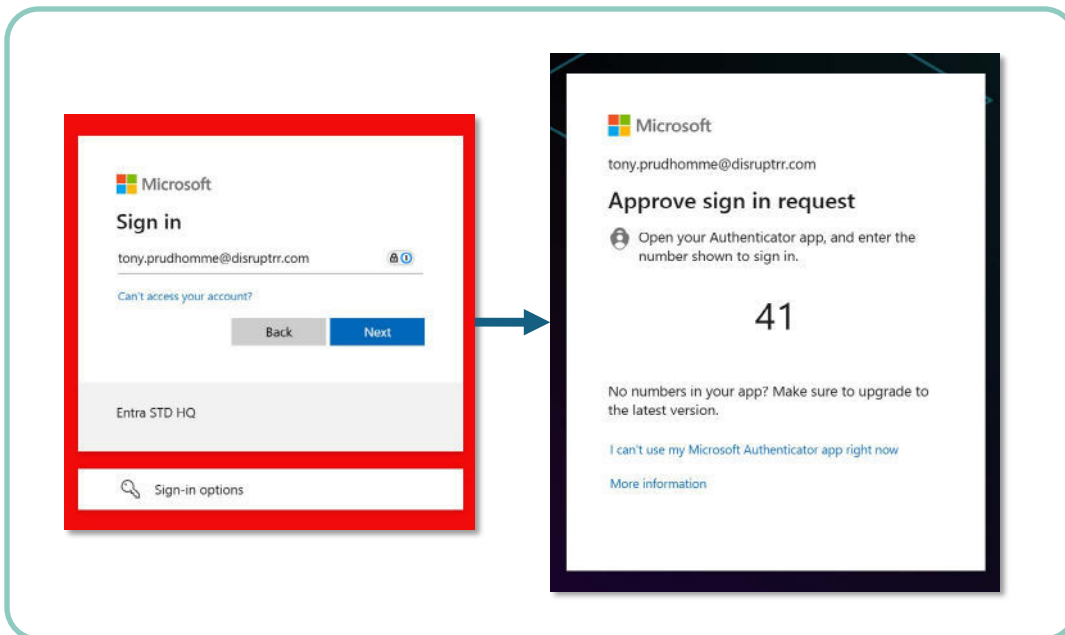 Microsoft
Sign in
tony.prudhomme@disruptrr.com
Can't access your account?
Back Next
Entra STD HQ
Sign-in options
Microsoft
tony.prudhomme@disruptrr.com
Approve sign in request
Open your Authenticator app, and enter the
number shown to sign in.
41
No numbers in your app? Make sure to upgrade to
the latest version.
I can't use my Microsoft Authenticator app right now
More information